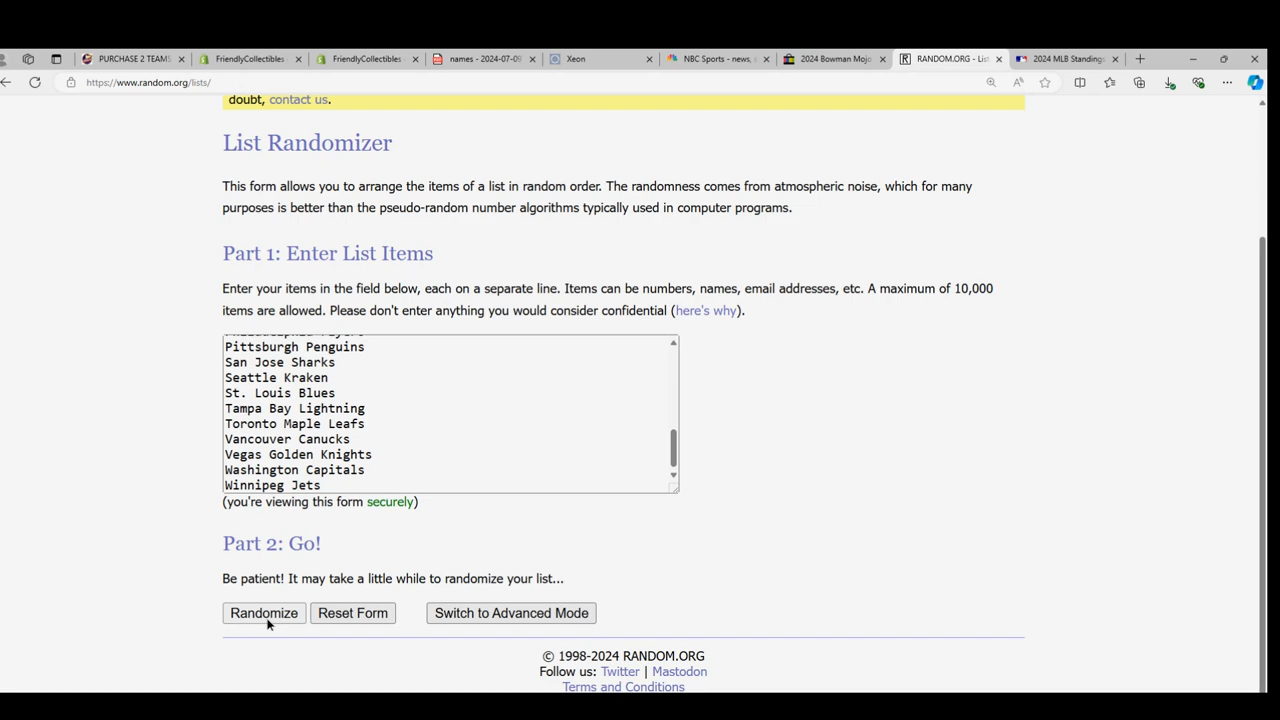 PURCHASE 2 TEAMS
FriendlyCollectibles
FriendlyCollectibles
names - 2024-07-09
Xeon
NBC Sports - news,
2024 Bowman Mojo
RANDOM.ORG - List
2024 MLB Standings
https://www.random.org/lists/
doubt, contact us.
List Randomizer
This form allows you to arrange the items of a list in random order. The randomness comes from atmospheric noise, which for many
purposes is better than the pseudo-random number algorithms typically used in computer programs.
Part 1: Enter List Items
Enter your items in the field below, each on a separate line. Items can be numbers, names, email addresses, etc. A maximum of 10,000
items are allowed. Please don't enter anything you would consider confidential (here's why).
Pittsburgh Penguins
San Jose Sharks
Seattle Kraken
St. Louis Blues
Tampa Bay Lightning
Toronto Maple Leafs
Vancouver Canucks
Vegas Golden Knights
Washington Capitals
Winnipeg Jets
(you're viewing this form securely)
Part 2: Go!
Be patient! It may take a little while to randomize your list...
Randomize Reset Form Switch to Advanced Mode
© 1998-2024 RANDOM.ORG
Follow us: Twitter | Mastodon
Terms and Conditions